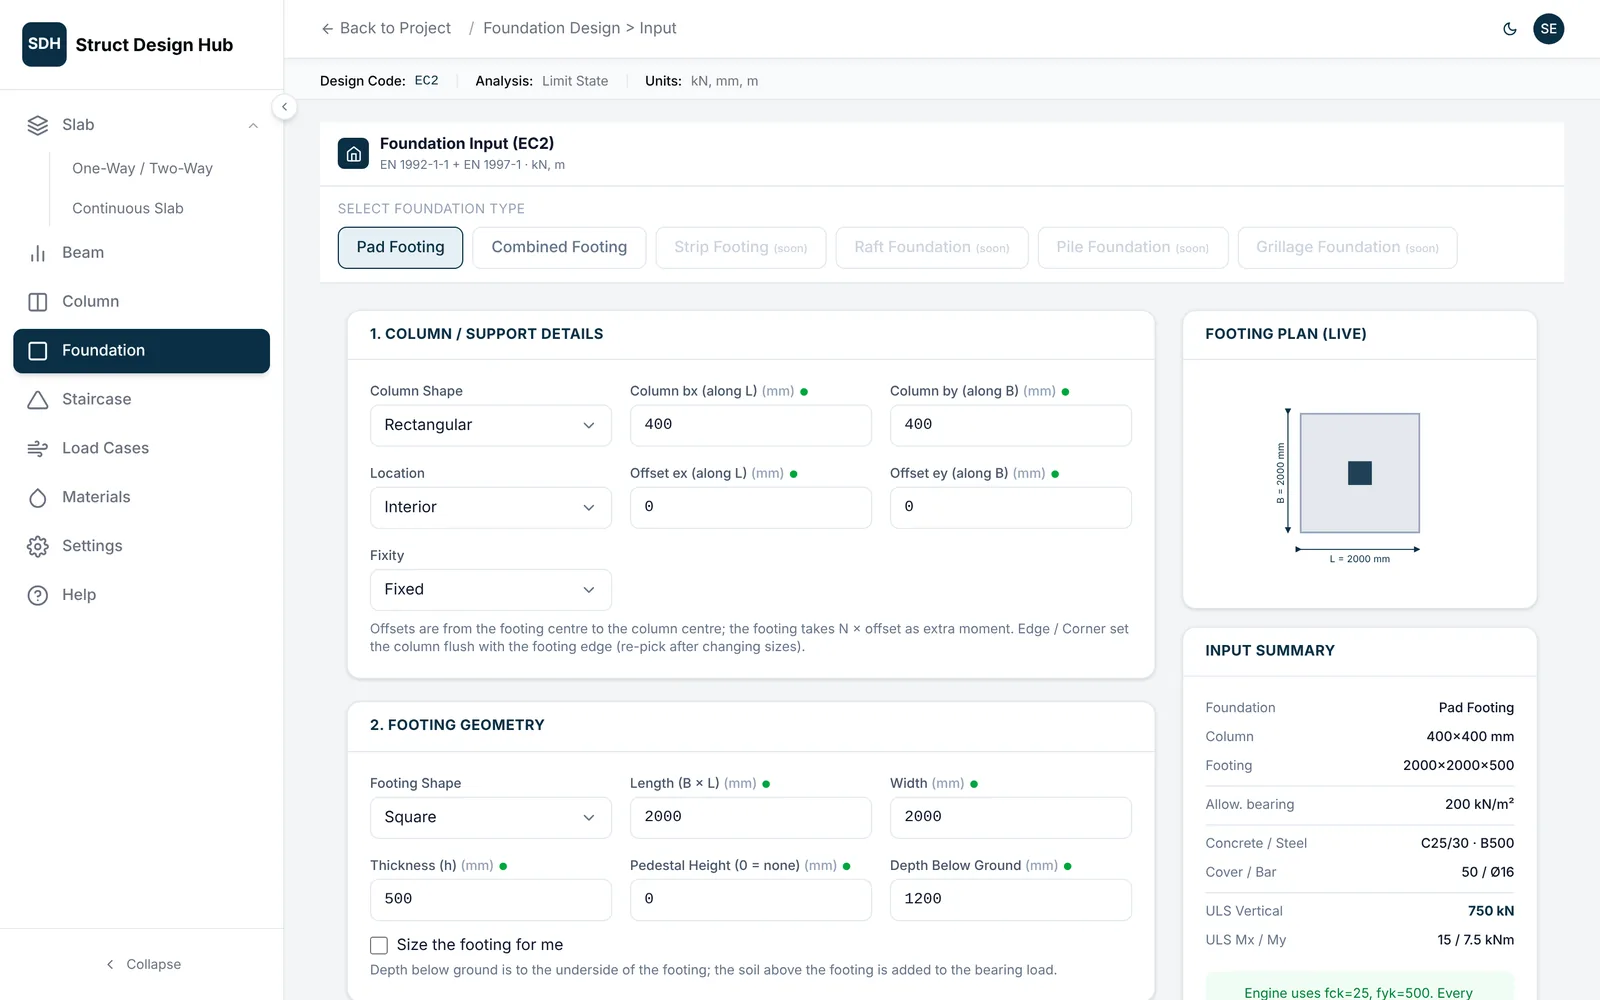 SDH Struct Design Hub
Slab
One-Way / Two-Way
Continuous Slab
Beam
Column
Foundation
Staircase
Load Cases
Materials
Settings
Help
Collapse
← Back to Project / Foundation Design > Input
SE
Design Code: EC2 Analysis: Limit State Units: kN, mm, m
Foundation Input (EC2)
EN 1992-1-1 + EN 1997-1 · kN, m
SELECT FOUNDATION TYPE
Pad Footing Combined Footing Strip Footing (soon) Raft Foundation (soon) Pile Foundation (soon) Grillage Foundation (soon)
1. COLUMN / SUPPORT DETAILS
Column Shape Column bx (along L) (mm) Column by (along B) (mm)
Rectangular 400 400
Location Offset ex (along L) (mm) Offset ey (along B) (mm)
Interior 0 0
Fixity
Fixed
Offsets are from the footing centre to the column centre; the footing takes N × offset as extra moment. Edge / Corner set
the column flush with the footing edge (re-pick after changing sizes).
2. FOOTING GEOMETRY
Footing Shape Length (B × L) (mm) Width (mm)
Square 2000 2000
Thickness (h) (mm) Pedestal Height (0 = none) (mm) Depth Below Ground (mm)
500 0 1200
Size the footing for me
Depth below ground is to the underside of the footing; the soil above the footing is added to the bearing load.
FOOTING PLAN (LIVE)
B = 2000 mm
L = 2000 mm
INPUT SUMMARY
Foundation Pad Footing
Column 400×400 mm
Footing 2000×2000×500
Allow. bearing 200 kN/m²
Concrete / Steel C25/30 · B500
Cover / Bar 50 / Ø16
ULS Vertical 750 kN
ULS Mx / My 15 / 7.5 kNm
Engine uses fck=25, fyk=500. Every